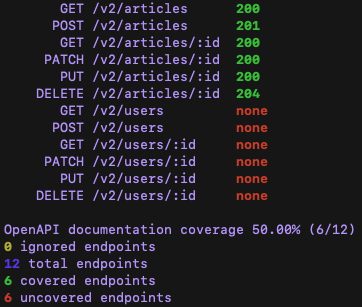 GET /v2/articles 200
POST /v2/articles 201
GET /v2/articles/:id 200
PATCH /v2/articles/:id 200
PUT /v2/articles/:id 200
DELETE /v2/articles/:id 204
GET /v2/users none
POST /v2/users none
GET /v2/users/:id none
PATCH /v2/users/:id none
PUT /v2/users/:id none
DELETE /v2/users/:id none
OpenAPI documentation coverage 50.00% (6/12)
0 ignored endpoints
12 total endpoints
6 covered endpoints
6 uncovered endpoints